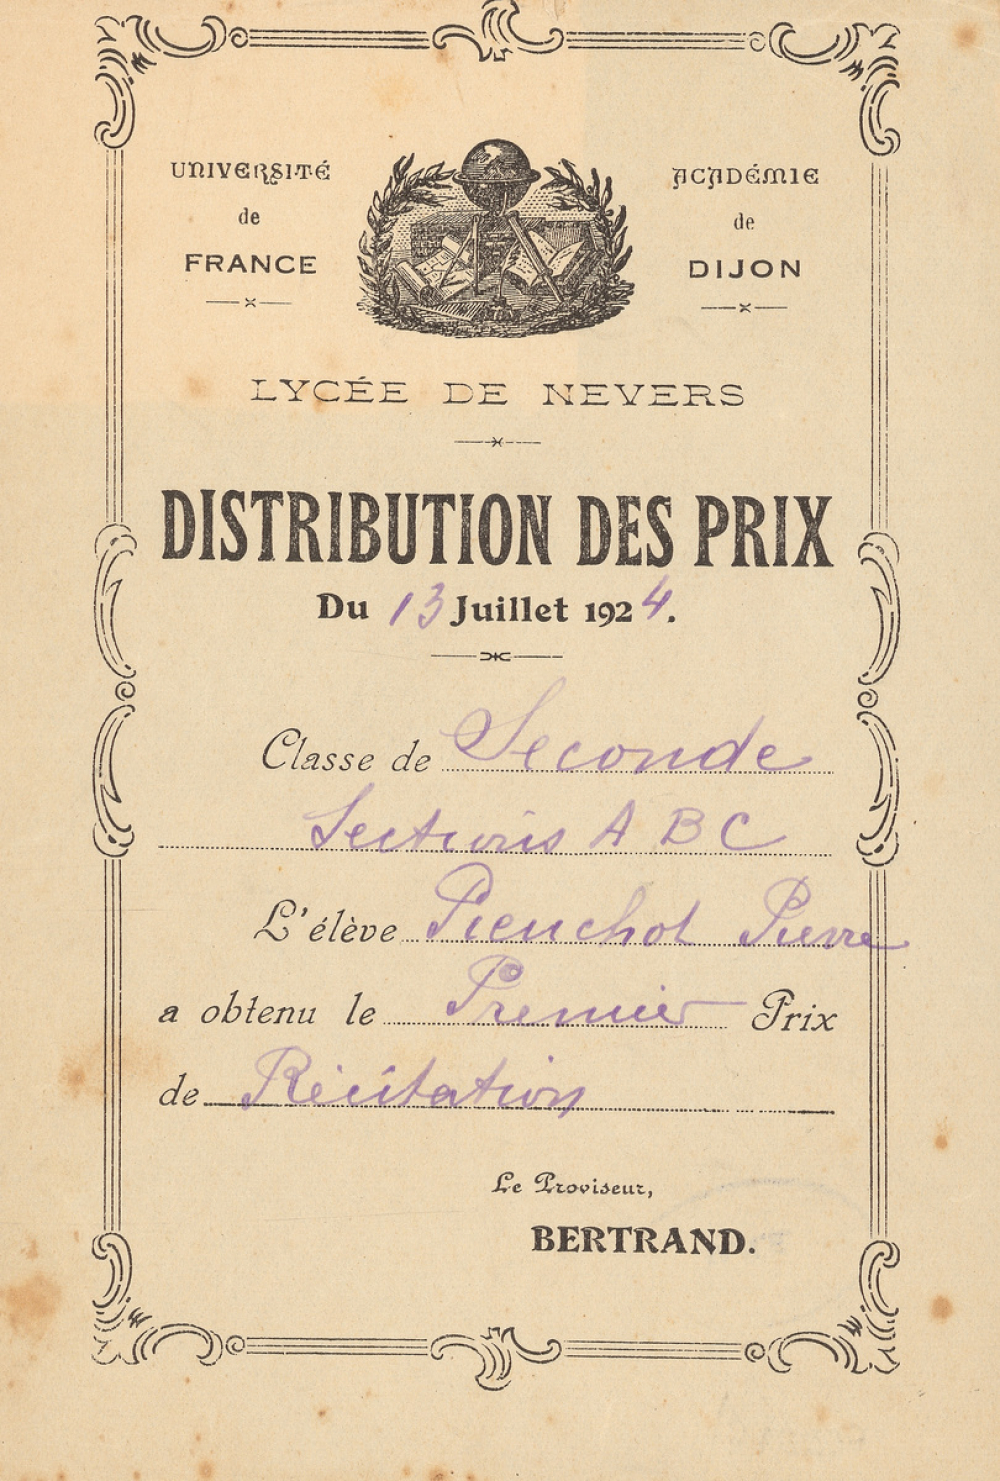 UNIVERSITÉ
de
FRANCE
ACADÉMIE
de
DIJON
LYCÉE DE NEVERS
DISTRIBUTION DES PRIX
Du 13 Juillet 1924.
Classe de Seconde
Sections A B C
L'élève Pieuchot Pierre
a obtenu le Premier Prix
de Récitation
Le Proviseur,
BERTRAND.